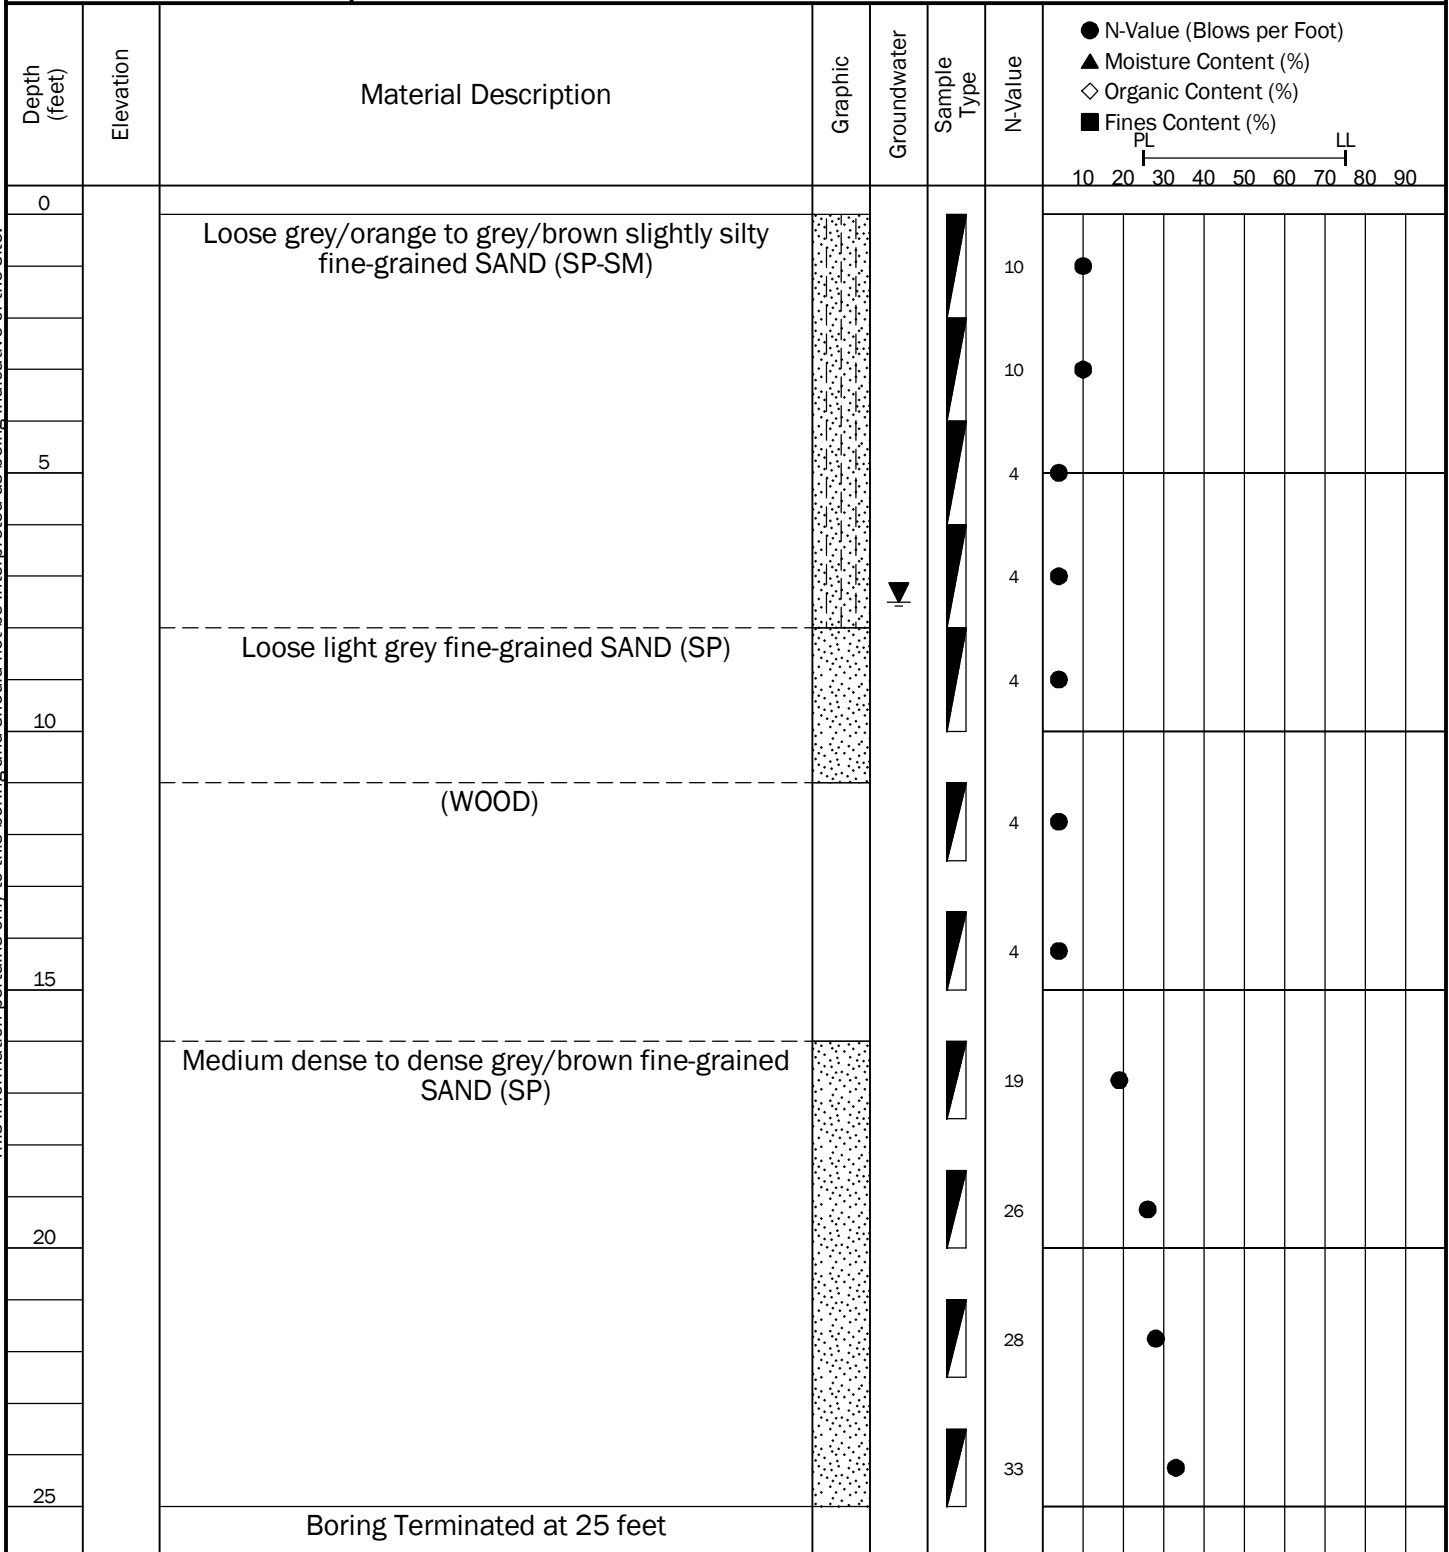 Depth
(feet)
Elevation
Material Description
Graphic
Groundwater
Sample
Type
N-Value
N-Value (Blows per Foot)
Moisture Content (%)
Organic Content (%)
Fines Content (%)
PL LL
10 20 30 40 50 60 70 80 90
0
Loose grey/orange to grey/brown slightly silty
fine-grained SAND (SP-SM)
10
10
5
4
4
Loose light grey fine-grained SAND (SP)
4
10
(WOOD)
4
4
15
Medium dense to dense grey/brown fine-grained
SAND (SP)
19
26
20
28
33
25
Boring Terminated at 25 feet